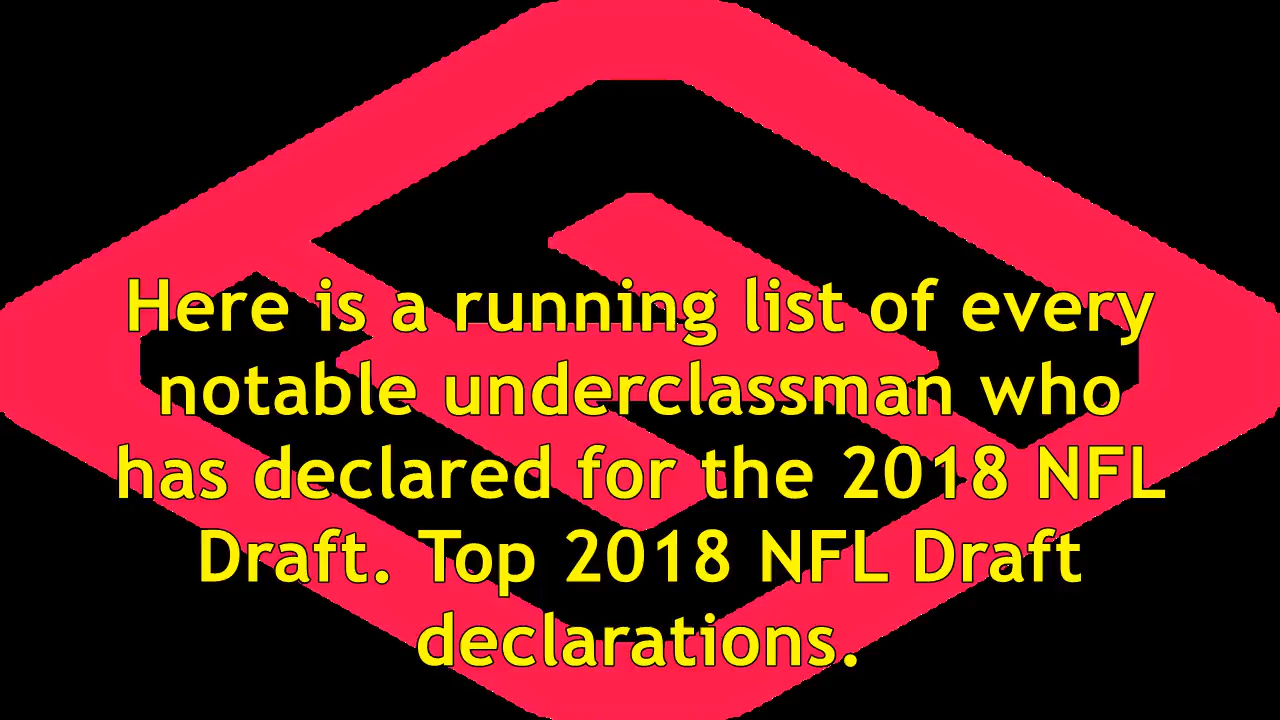 Here is a running list of every
notable underclassman who
has declared for the 2018 NFL
Draft. Top 2018 NFL Draft
declarations.